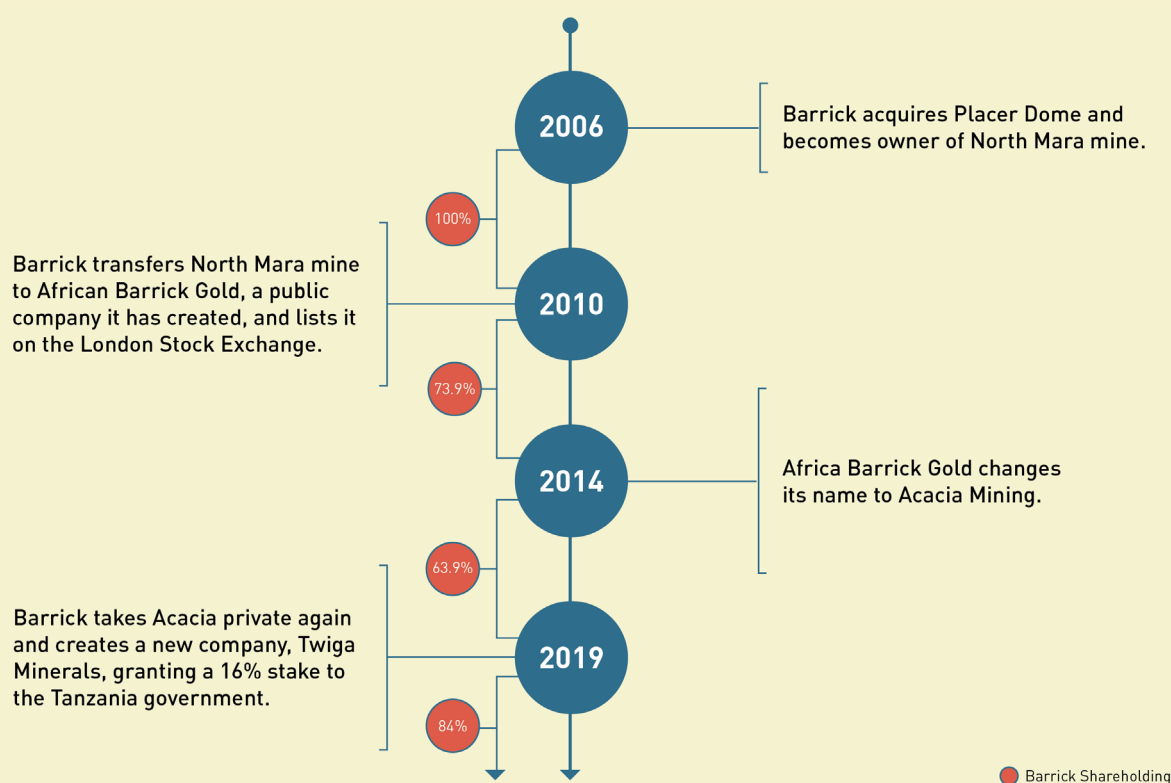 2006
Barrick acquires Placer Dome and
becomes owner of North Mara mine.
100%
Barrick transfers North Mara mine
to African Barrick Gold, a public
company it has created, and lists it
on the London Stock Exchange.
2010
73.9%
2014
Africa Barrick Gold changes
its name to Acacia Mining.
63.9%
Barrick takes Acacia private again
and creates a new company, Twiga
Minerals, granting a 16% stake to
the Tanzania government.
2019
84%
Barrick Shareholding